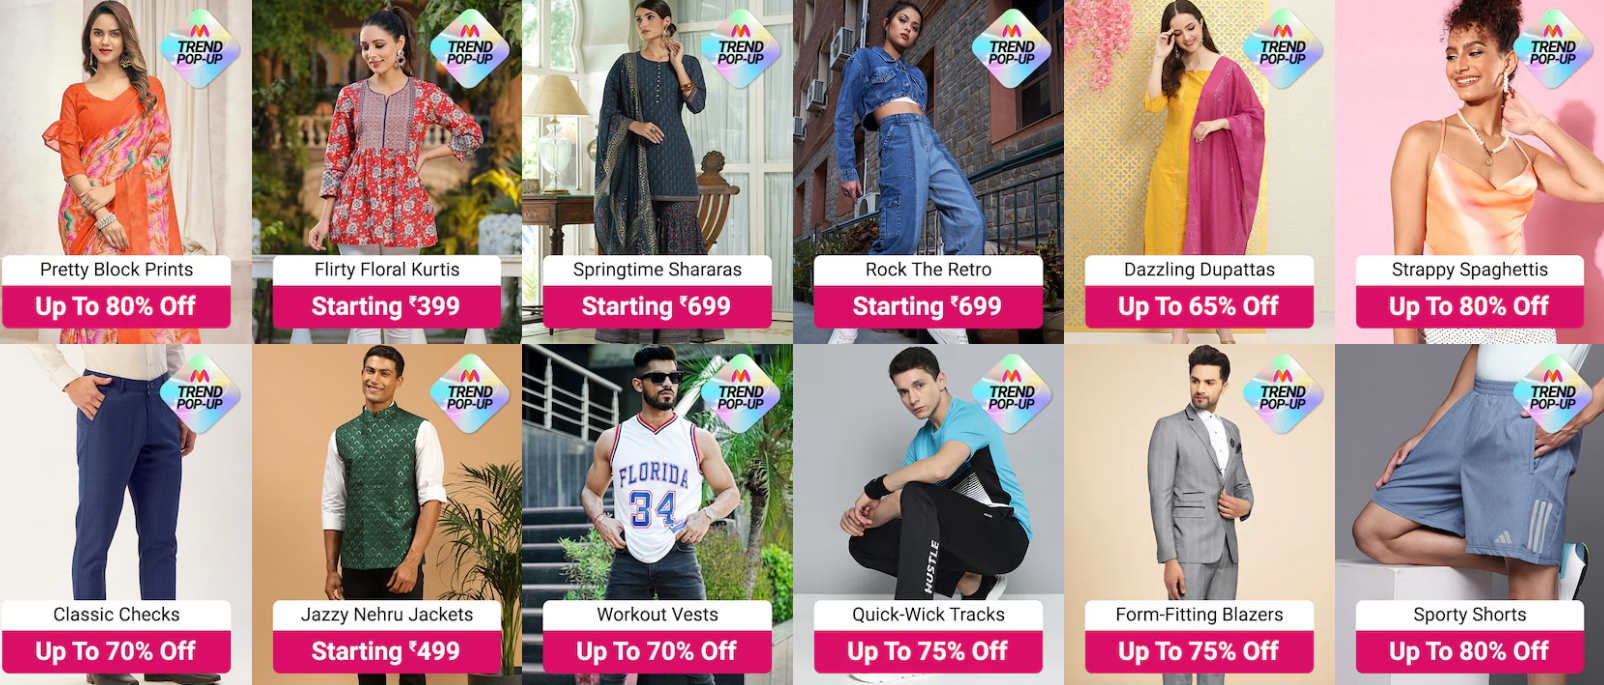 TREND
POP-UP
Pretty Block Prints
Up To 80% Off
TREND
POP-UP
Flirty Floral Kurtis
Starting ₹399
TREND
POP-UP
Springtime Shararas
Starting ₹699
TREND
POP-UP
Rock The Retro
Starting ₹699
TREND
POP-UP
Dazzling Dupattas
Up To 65% Off
TREND
POP-UP
Strappy Spaghettis
Up To 80% Off
TREND
POP-UP
Classic Checks
Up To 70% Off
TREND
POP-UP
Jazzy Nehru Jackets
Starting ₹499
TREND
POP-UP
FLORIDA
34
Workout Vests
Up To 70% Off
TREND
POP-UP
HUSTLE
Quick-Wick Tracks
Up To 75% Off
TREND
POP-UP
Form-Fitting Blazers
Up To 75% Off
TREND
POP-UP
Sporty Shorts
Up To 80% Off